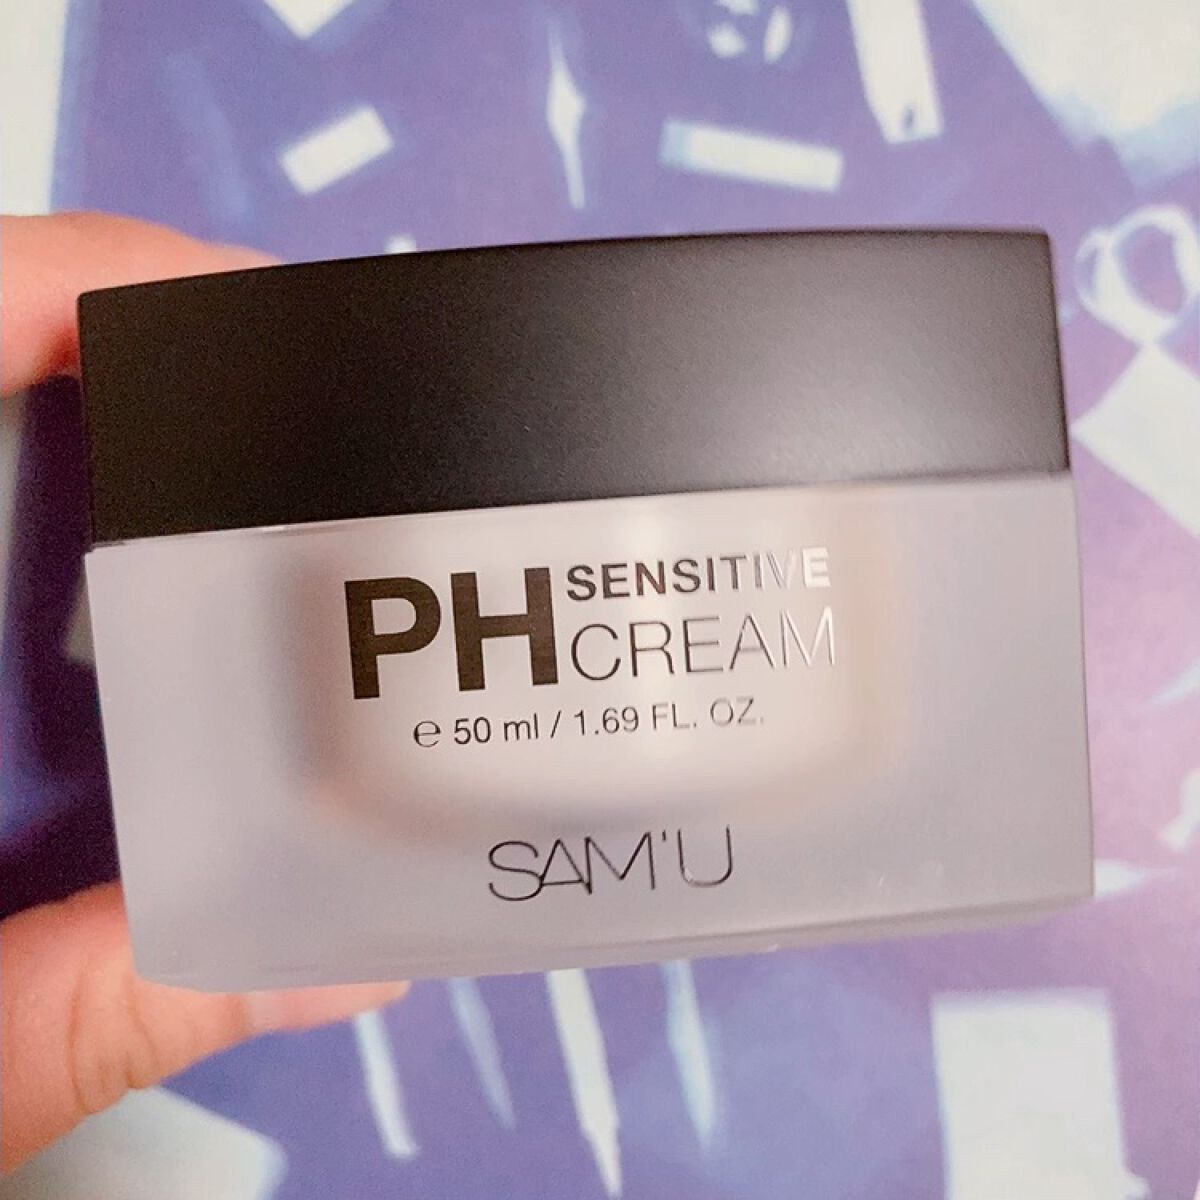 PH SENSITIVE
CREAM
℮ 50 ml / 1.69 FL. OZ.
SAM'U